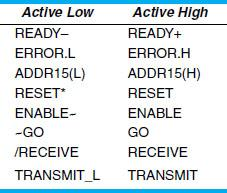 Active Low Active High
READY– READY+
ERROR.L ERROR.H
ADDR15(L) ADDR15(H)
RESET* RESET
ENABLE~ ENABLE
~GO GO
/RECEIVE RECEIVE
TRANSMIT_L TRANSMIT